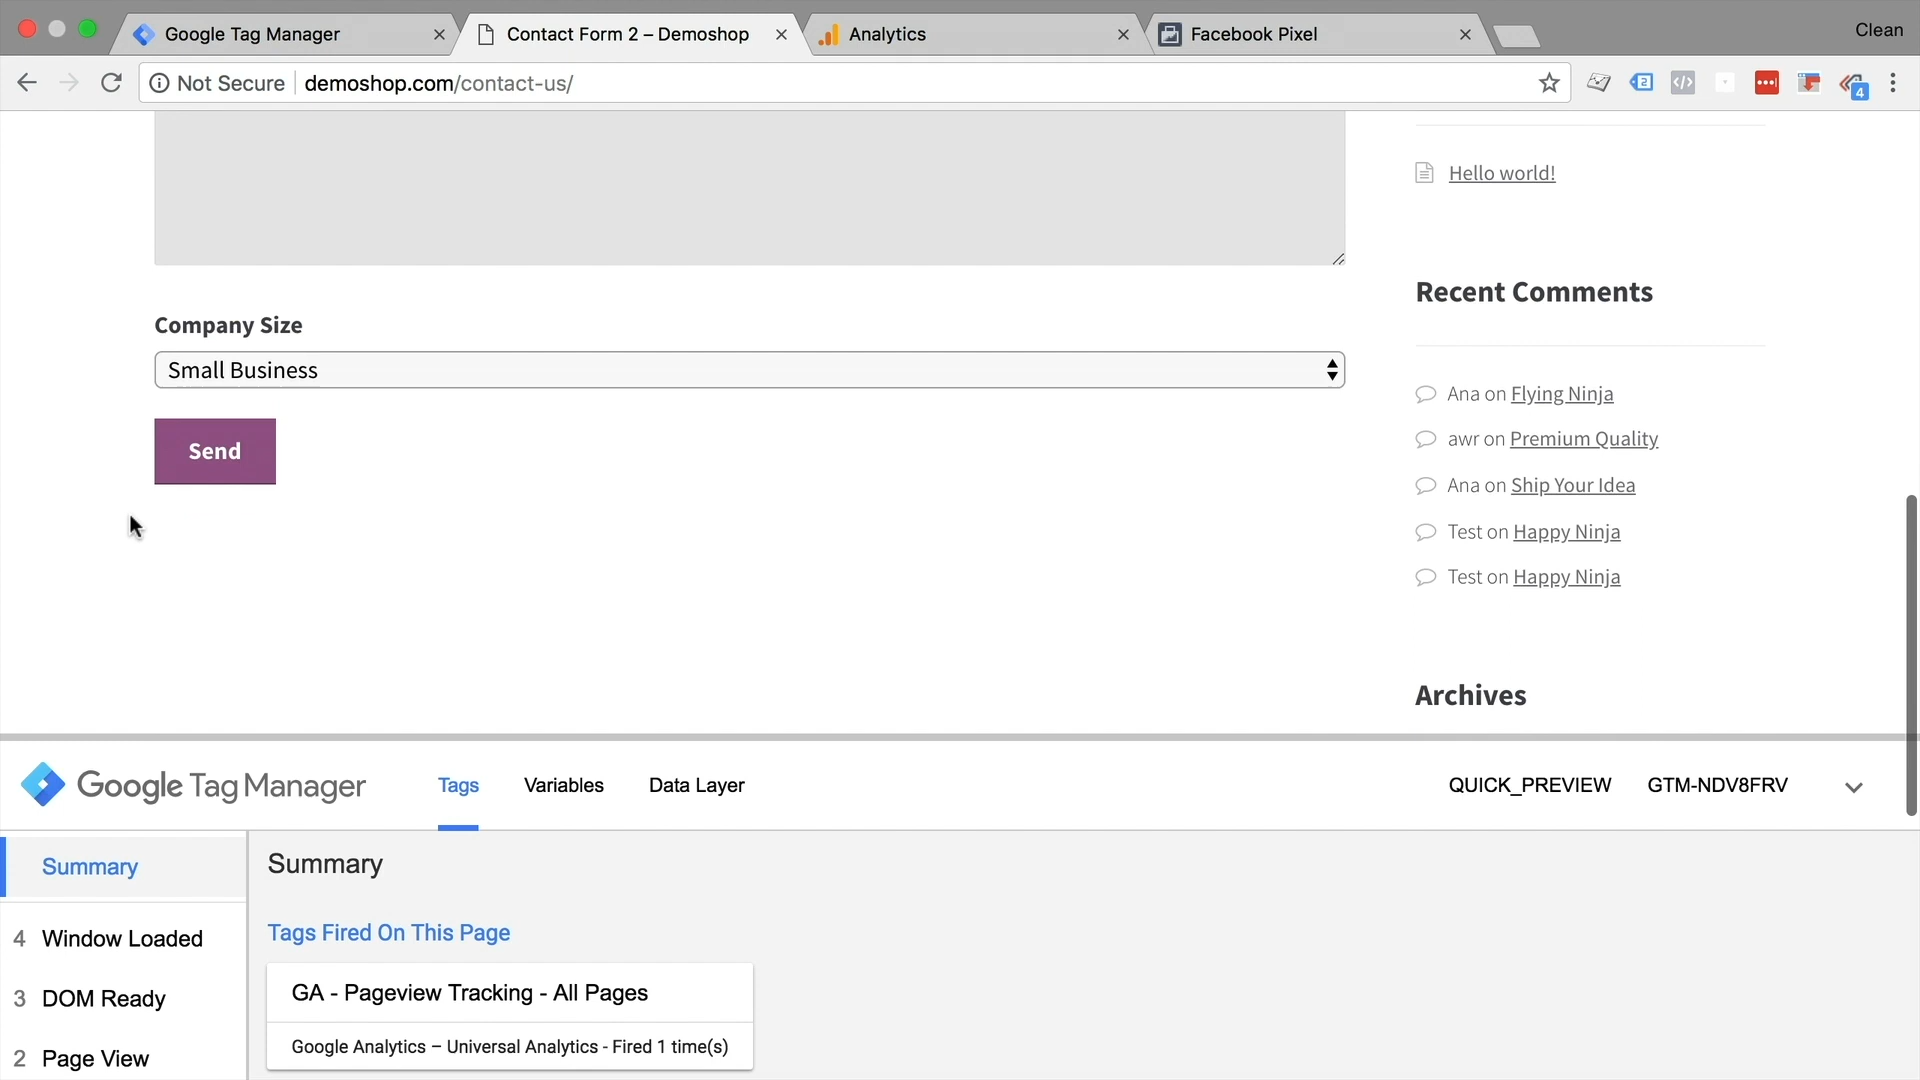 Google Tag Manager
Contact Form 2 – Demoshop
Analytics
Facebook Pixel
Clean
Not Secure
demoshop.com/contact-us/
2
4
Hello world!
Company Size
Small Business
Send
Recent Comments
Ana on Flying Ninja
awr on Premium Quality
Ana on Ship Your Idea
Test on Happy Ninja
Test on Happy Ninja
Archives
Google Tag Manager
Tags
Variables
Data Layer
QUICK_PREVIEW
GTM-NDV8FRV
Summary
4 Window Loaded
3 DOM Ready
2 Page View
Summary
Tags Fired On This Page
GA - Pageview Tracking - All Pages
Google Analytics – Universal Analytics - Fired 1 time(s)